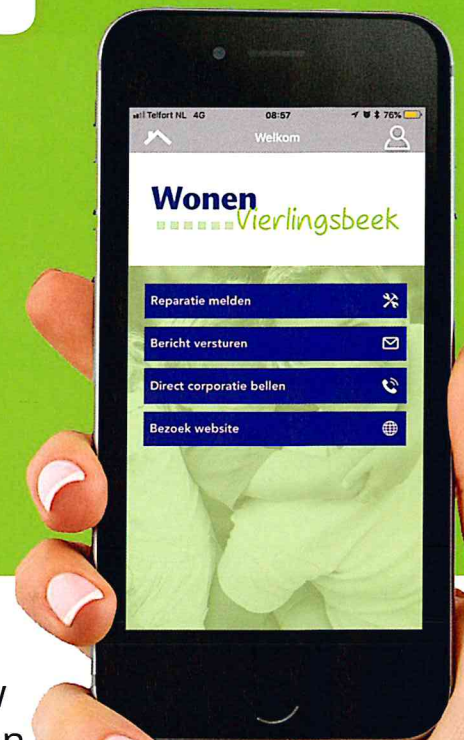 Telfort NL 4G 08:57 76%
Welkom
Wonen
Vierlingsbeek
Reparatie melden
Bericht versturen
Direct corporatie bellen
Bezoek website